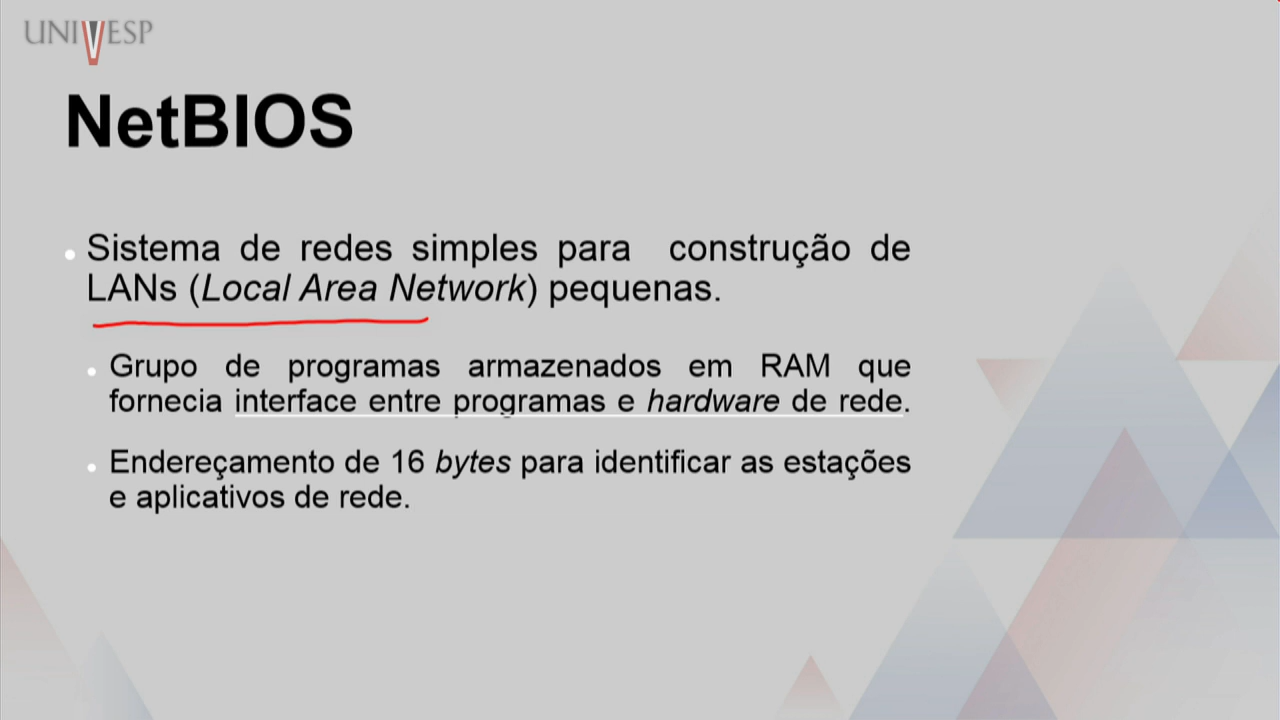 UNIVESP
NetBIOS
Sistema de redes simples para construção de
LANs (Local Area Network) pequenas.
Grupo de programas armazenados em RAM que
fornecia interface entre programas e hardware de rede.
Endereçamento de 16 bytes para identificar as estações
e aplicativos de rede.